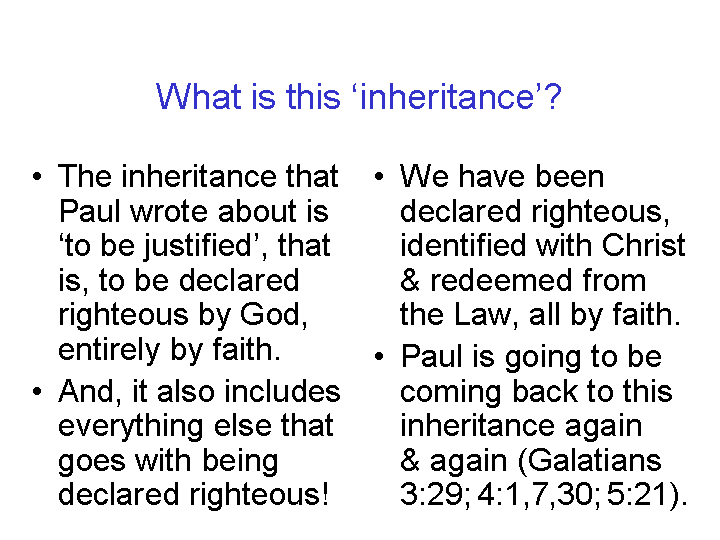 What is this ‘inheritance’?
• The inheritance that
Paul wrote about is
‘to be justified’, that
is, to be declared
righteous by God,
entirely by faith.
• And, it also includes
everything else that
goes with being
declared righteous!
• We have been
declared righteous,
identified with Christ
& redeemed from
the Law, all by faith.
• Paul is going to be
coming back to this
inheritance again
& again (Galatians
3:29; 4:1,7,30; 5:21).